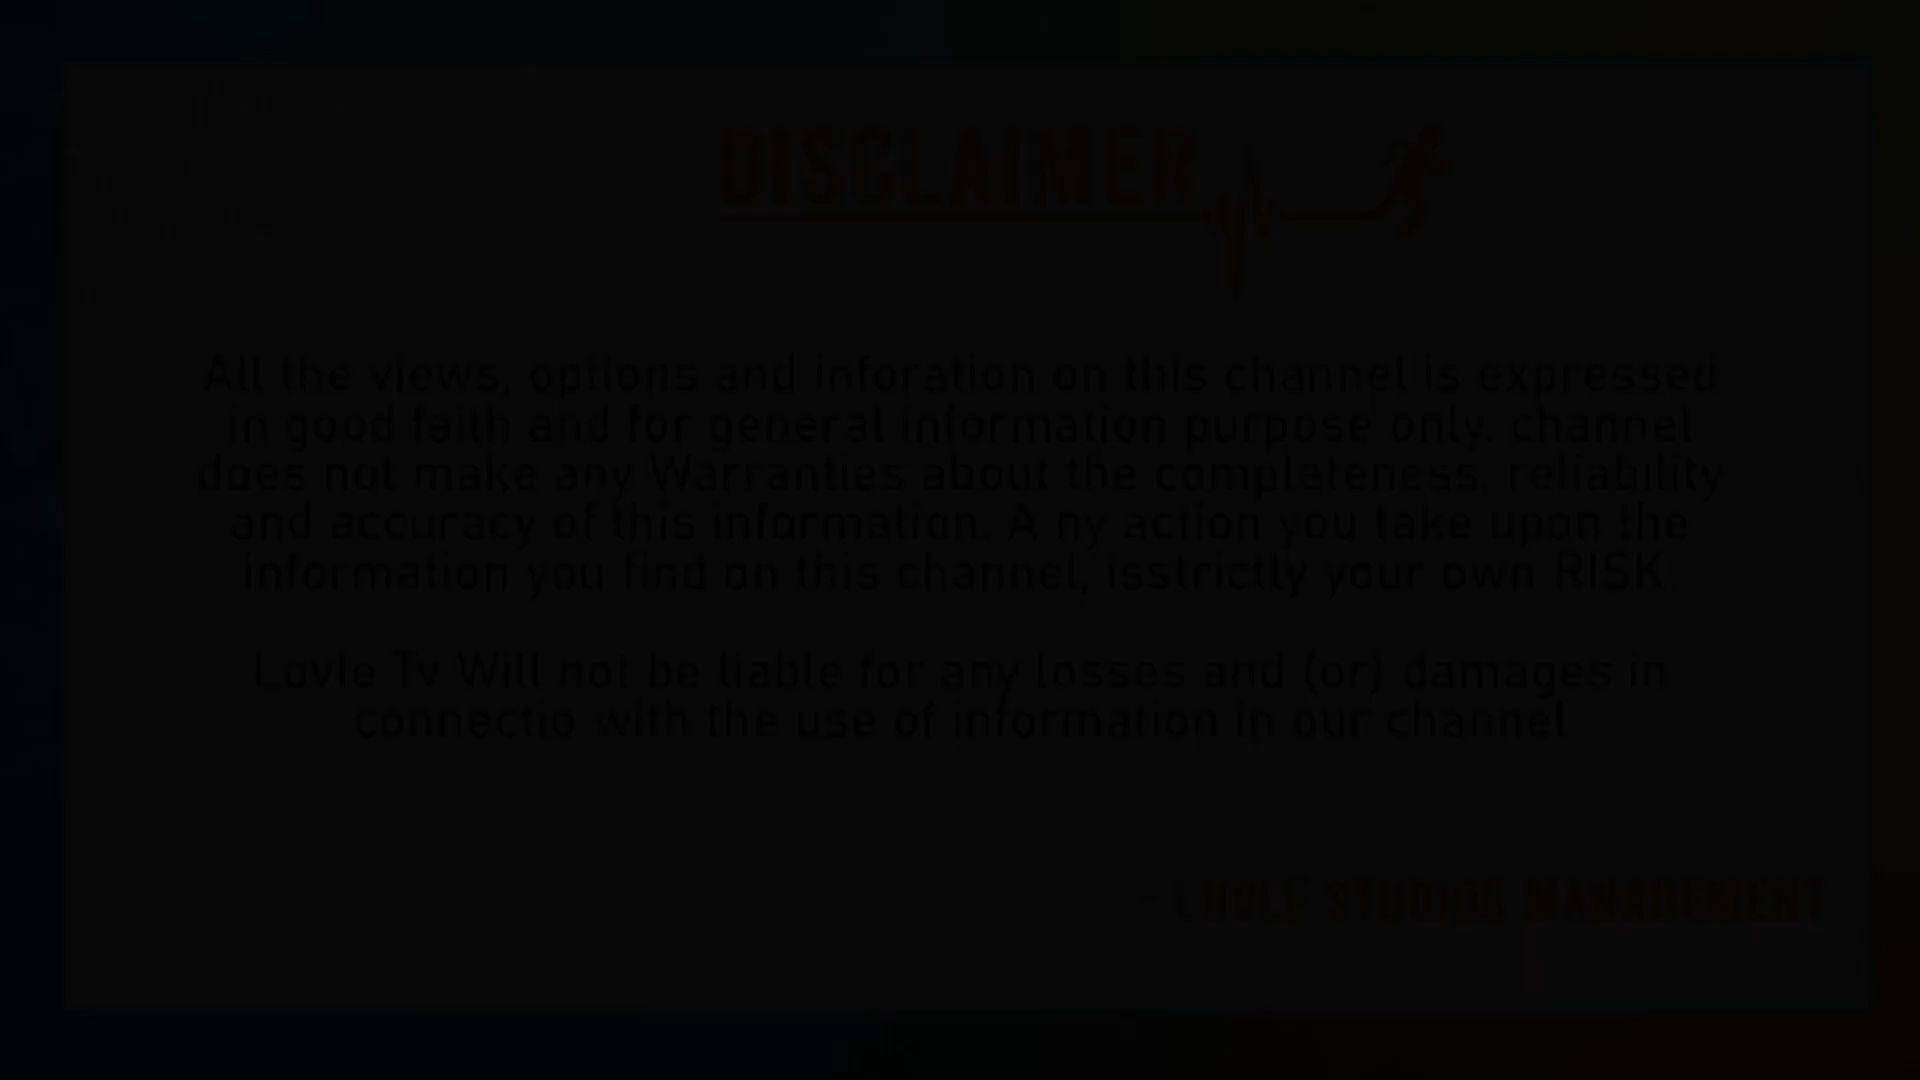 DISCLAIMER
All the views, options and inforation on this channel is expressed
in good faith and for general information purpose only. channel
does not make any Warranties about the completeness, reliability
and accuracy of this information. A ny action you take upon the
information you find on this channel, isstrictly your own RISK.
Lovle Tv Will not be liable for any losses and (or) damages in
connectio with the use of information in our channel
- LOVLE STUDIOS MANAGEMENT